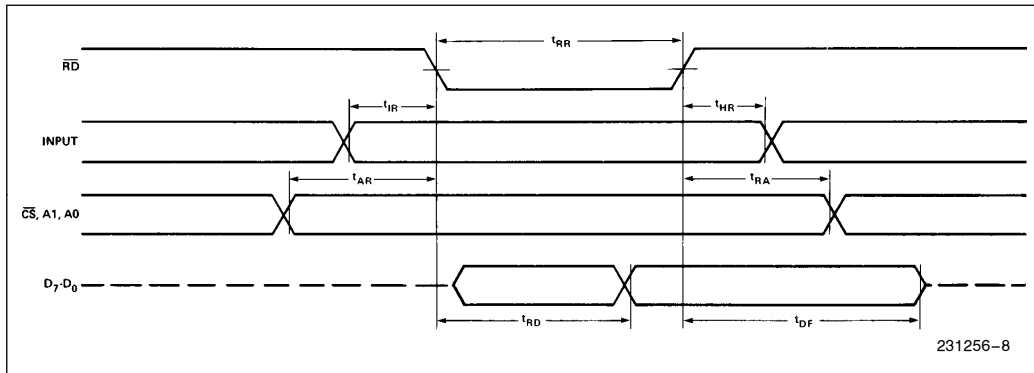 t_RR
RD
t_IR
t_HR
INPUT
t_AR
t_RA
CS, A1, A0
D7-D0
t_RD
t_DF
231256-8